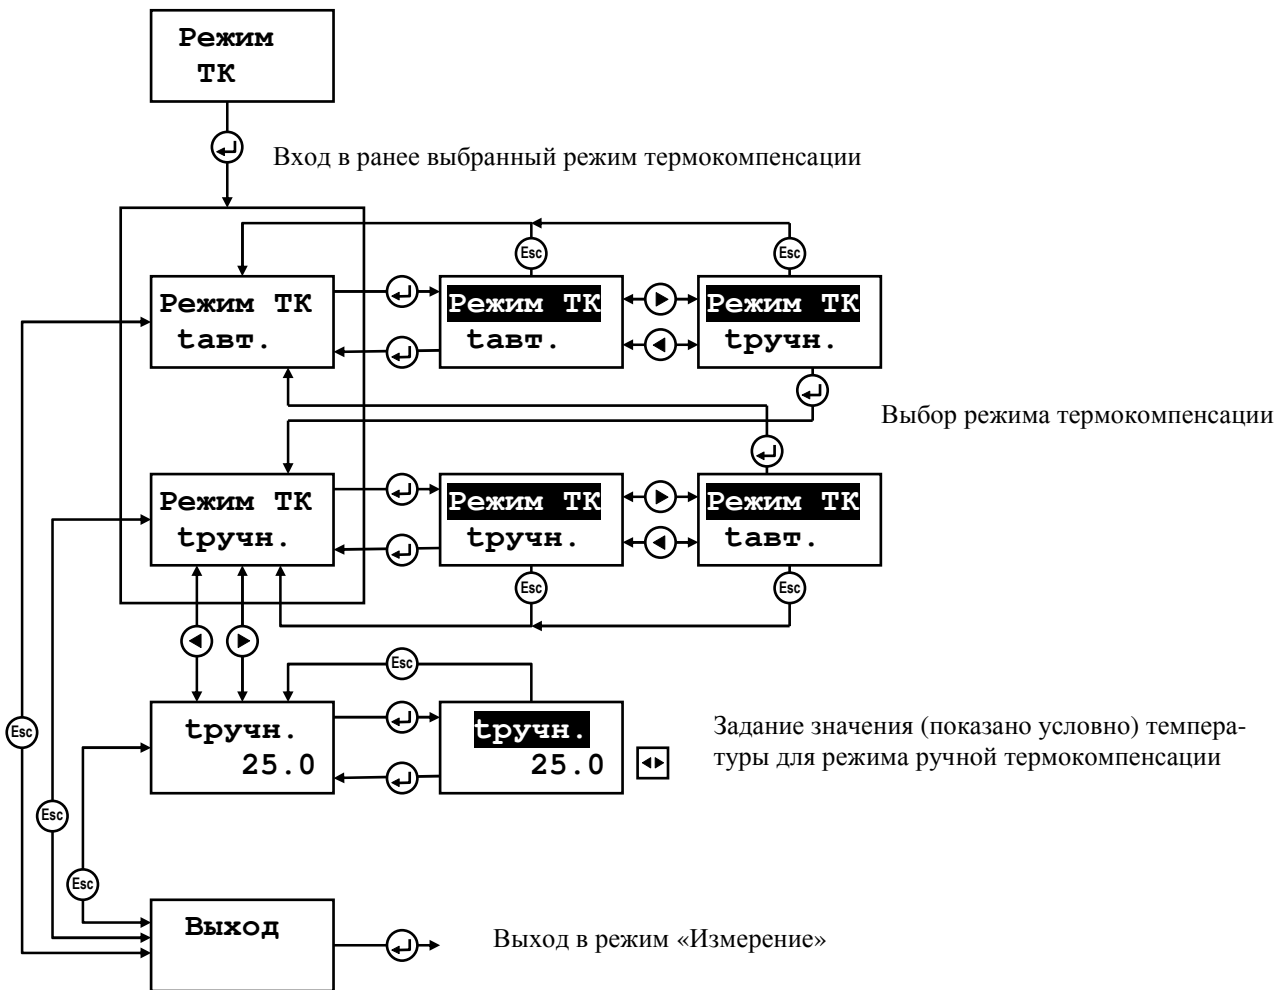 Режим
ТК
Вход в ранее выбранный режим термокомпенсации
Esc
Esc
Режим ТК
tавт.
Режим ТК
tавт.
Режим ТК
tручн.
Выбор режима термокомпенсации
Режим ТК
tручн.
Режим ТК
tручн.
Режим ТК
tавт.
Esc
Esc
Esc
Esc
tручн.
25.0
tручн.
25.0
Задание значения (показано условно) темпера-
туры для режима ручной термокомпенсации
Esc
Esc
Выход
Выход в режим «Измерение»